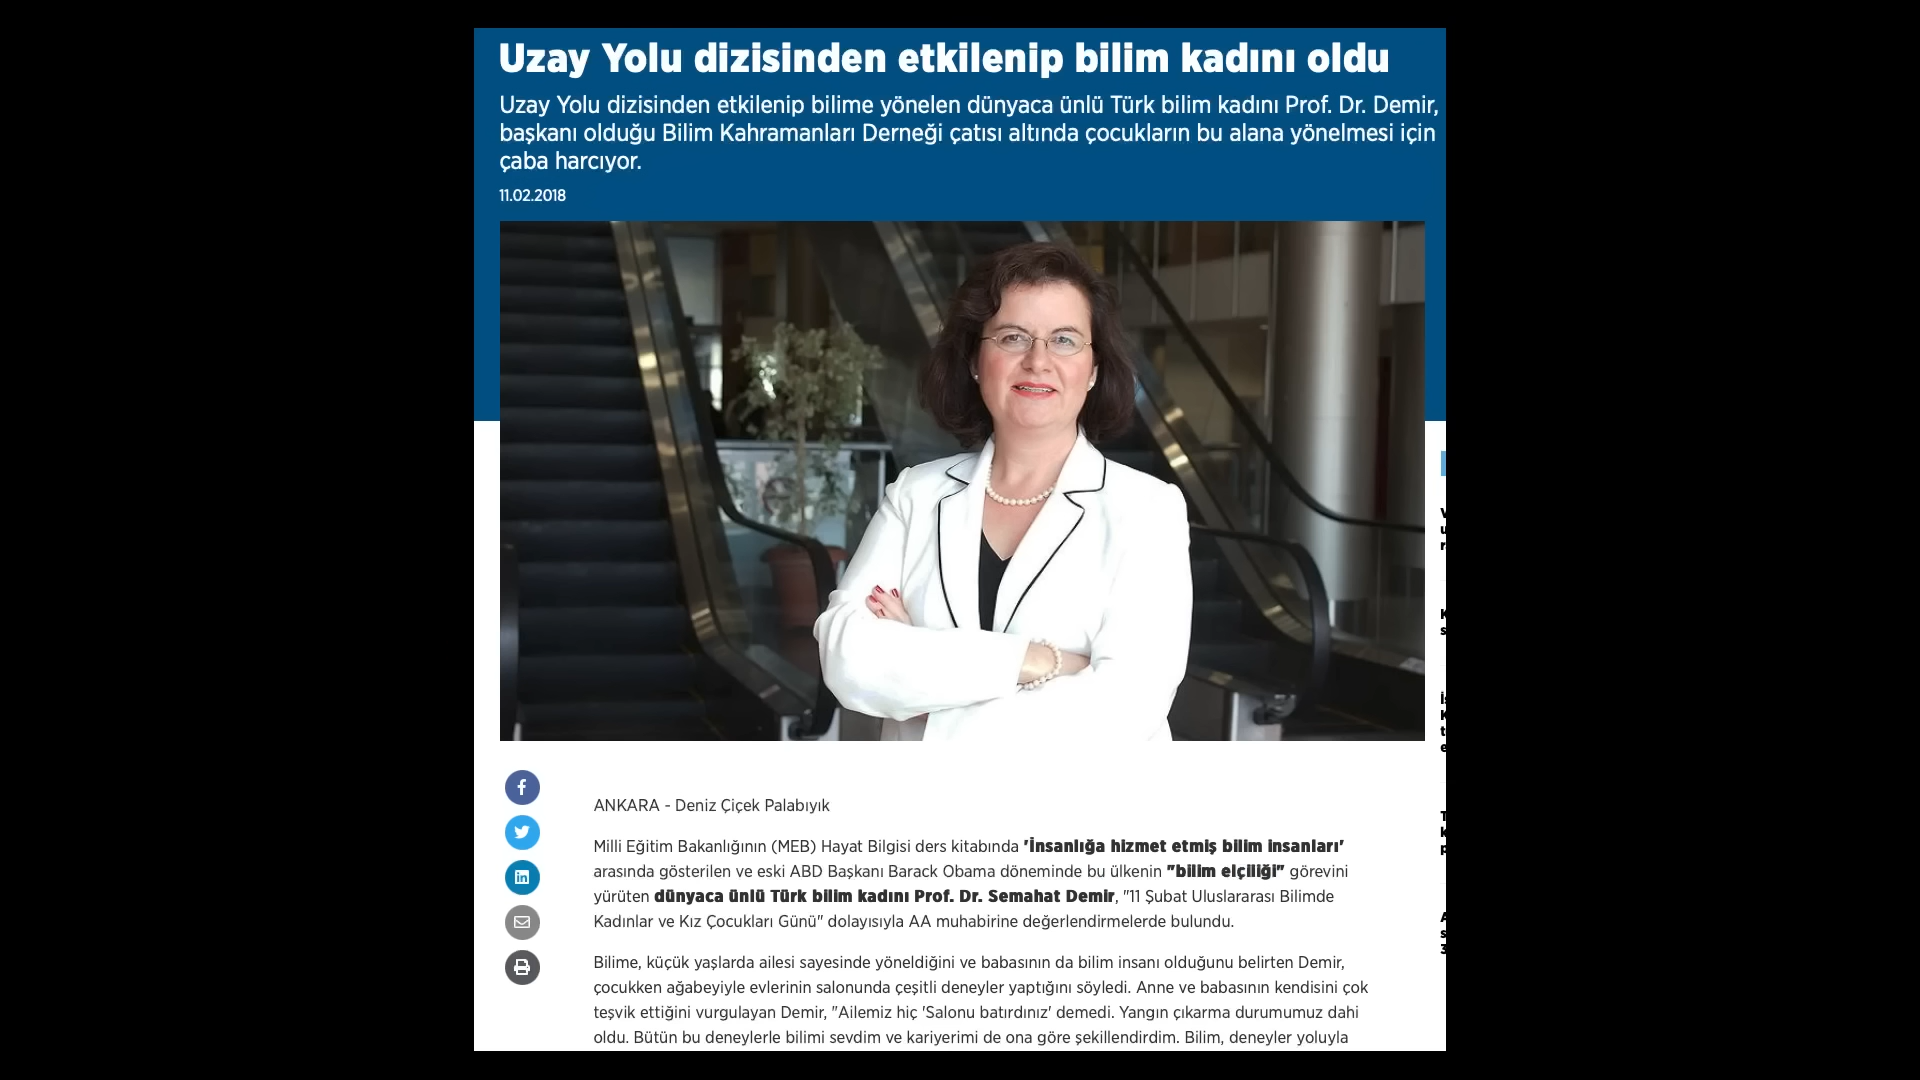 Uzay Yolu dizisinden etkilenip bilim kadını oldu
Uzay Yolu dizisinden etkilenip bilime yönelen dünyaca ünlü Türk bilim kadını Prof. Dr. Demir,
başkanı olduğu Bilim Kahramanları Derneği çatısı altında çocukların bu alana yönelmesi için
çaba harcıyor.
11.02.2018
ANKARA - Deniz Çiçek Palabıyık
Milli Eğitim Bakanlığının (MEB) Hayat Bilgisi ders kitabında 'İnsanlığa hizmet etmiş bilim insanları'
arasında gösterilen ve eski ABD Başkanı Barack Obama döneminde bu ülkenin "bilim elçiliği" görevini
yürüten dünyaca ünlü Türk bilim kadını Prof. Dr. Semahat Demir, "11 Şubat Uluslararası Bilimde
Kadınlar ve Kız Çocukları Günü" dolayısıyla AA muhabirine değerlendirmelerde bulundu.
Bilime, küçük yaşlarda ailesi sayesinde yöneldiğini ve babasının da bilim insanı olduğunu belirten Demir,
çocukken ağabeyiyle evlerinin salonunda çeşitli deneyler yaptığını söyledi. Anne ve babasının kendisini çok
teşvik ettiğini vurgulayan Demir, "Ailemiz hiç 'Salonu batırdınız' demedi. Yangın çıkarma durumumuz dahi
oldu. Bütün bu deneylerle bilimi sevdim ve kariyerimi de ona göre şekillendirdim. Bilim, deneyler yoluyla